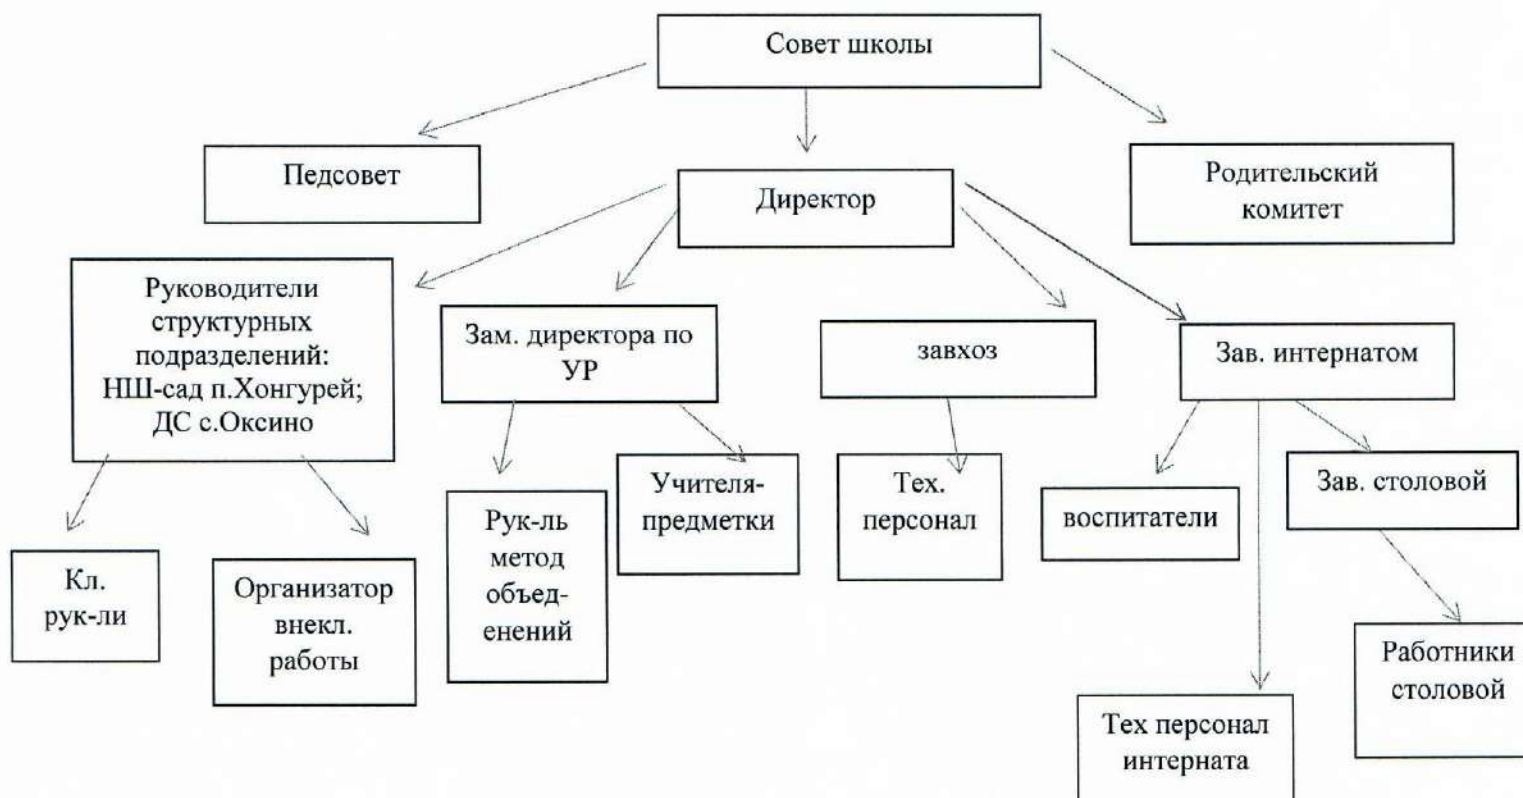 Совет школы
Педсовет
Директор
Родительский
комитет
Руководители
структурных
подразделений:
НШ-сад п.Хонгурей;
ДС с.Оксино
Зам. директора по
УР
завхоз
Зав. интернатом
Кл.
рук-ли
Организатор
внекл.
работы
Рук-ль
метод
объед-
енений
Учителя-
предметки
Тех.
персонал
воспитатели
Зав. столовой
Тех персонал
интерната
Работники
столовой